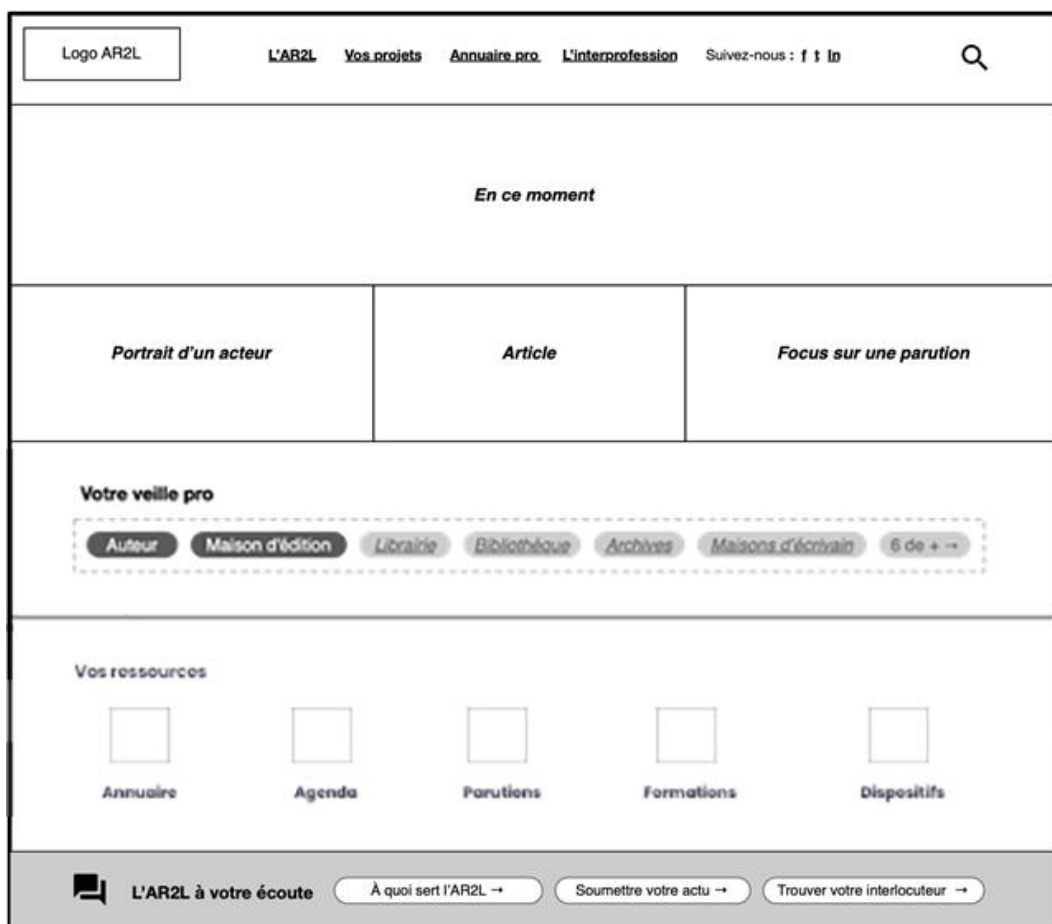 Logo AR2L
L'AR2L Vos projets Annuaire pro L'interprofession Suivez-nous : f t In
En ce moment
Portrait d'un acteur Article Focus sur une parution
Votre veille pro
Auteur Maison d'édition Librairie Bibliothéque Archives Maisons d'écrivain 6 de + →
Vos ressources
Annuaire Agenda Parutions Formations Dispositifs
L'AR2L à votre écoute À quoi sert l'AR2L → Soumettre votre actu → Trouver votre interlocuteur →